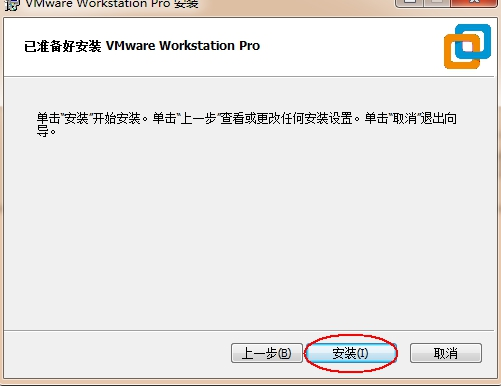 VMware Workstation Pro 安装
已准备好安装 VMware Workstation Pro
单击“安装”开始安装。单击“上一步”查看或更改任何安装设置。单击“取消”退出向
导。
上一步(B)
安装(I)
取消